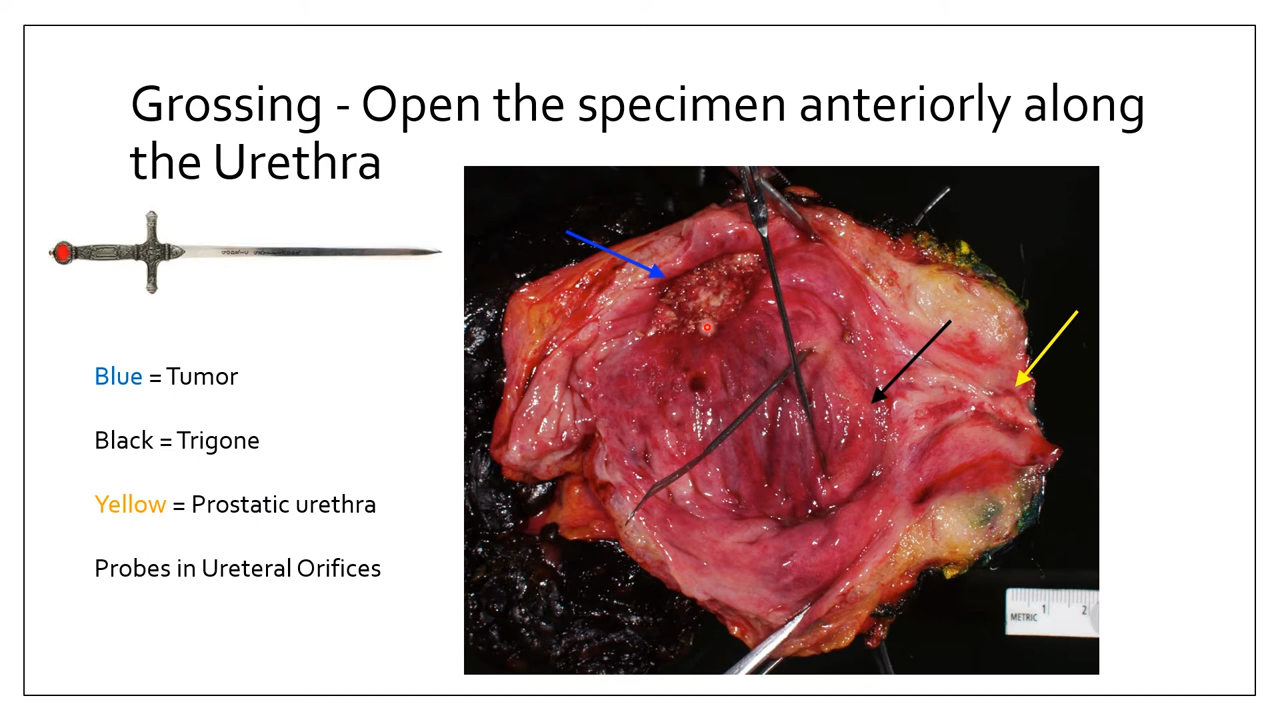 Grossing - Open the specimen anteriorly along
the Urethra
Blue = Tumor
Black = Trigone
Yellow = Prostatic urethra
Probes in Ureteral Orifices
METRIC 1 2